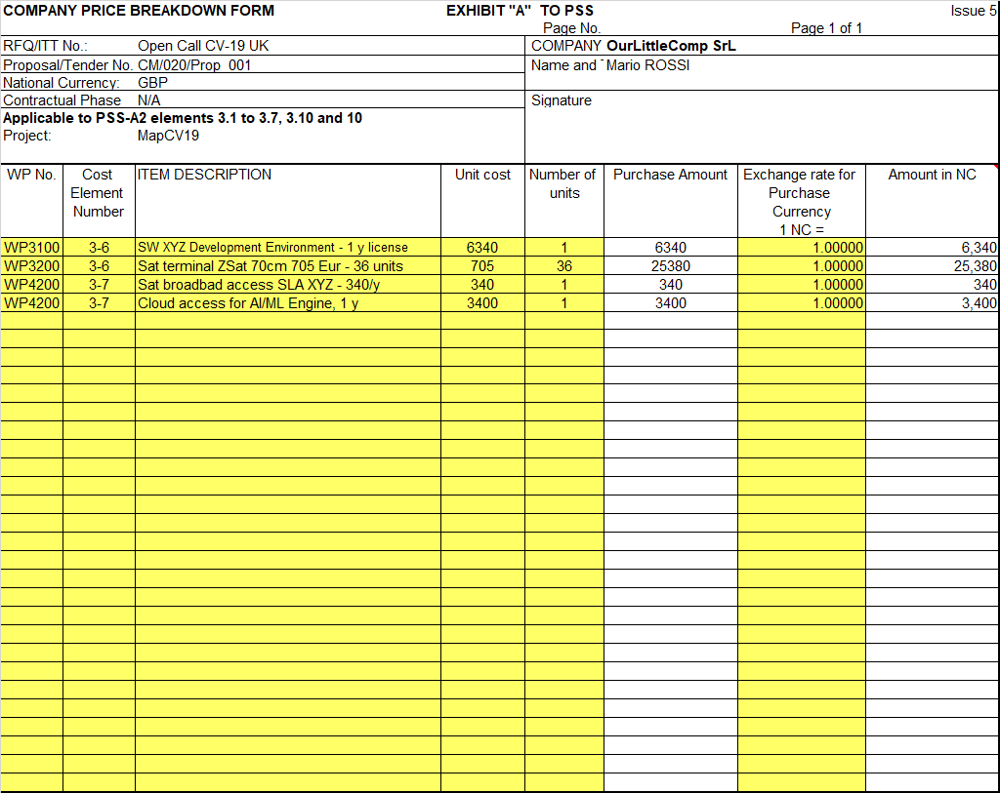 COMPANY PRICE BREAKDOWN FORM EXHIBIT "A" TO PSS Issue 5
Page No. Page 1 of 1
RFQ/ITT No.: Open Call CV-19 UK COMPANY OurLittleComp SrL
Proposal/Tender No. CM/020/Prop 001 Name and Mario ROSSI
National Currency: GBP
Contractual Phase N/A Signature
Applicable to PSS-A2 elements 3.1 to 3.7, 3.10 and 10
Project: MapCV19
WP No. Cost ITEM DESCRIPTION Unit cost Number of Purchase Amount Exchange rate for Amount in NC
Element units Purchase
Number Currency
1 NC =
WP3100 3-6 SW XYZ Development Environment - 1 y license 6340 1 6340 1.00000 6,340
WP3200 3-6 Sat terminal ZSat 70cm 705 Eur - 36 units 705 36 25380 1.00000 25,380
WP4200 3-7 Sat broadbad access SLA XYZ - 340/y 340 1 340 1.00000 340
WP4200 3-7 Cloud access for AI/ML Engine, 1 y 3400 1 3400 1.00000 3,400